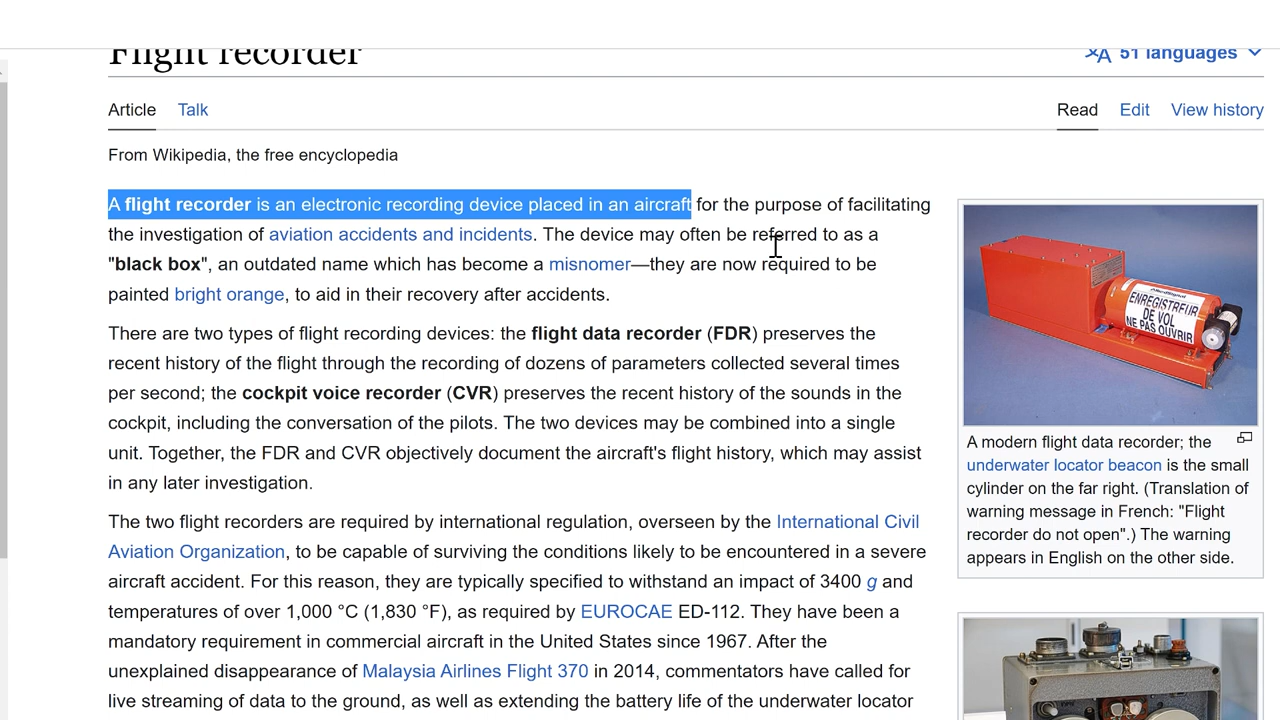 Flight recorder
51 languages
Article Talk
Read Edit View history
From Wikipedia, the free encyclopedia
A flight recorder is an electronic recording device placed in an aircraft for the purpose of facilitating
the investigation of aviation accidents and incidents. The device may often be referred to as a
"black box", an outdated name which has become a misnomer—they are now required to be
painted bright orange, to aid in their recovery after accidents.
There are two types of flight recording devices: the flight data recorder (FDR) preserves the
recent history of the flight through the recording of dozens of parameters collected several times
per second; the cockpit voice recorder (CVR) preserves the recent history of the sounds in the
cockpit, including the conversation of the pilots. The two devices may be combined into a single
unit. Together, the FDR and CVR objectively document the aircraft's flight history, which may assist
in any later investigation.
The two flight recorders are required by international regulation, overseen by the International Civil
Aviation Organization, to be capable of surviving the conditions likely to be encountered in a severe
aircraft accident. For this reason, they are typically specified to withstand an impact of 3400 g and
temperatures of over 1,000 °C (1,830 °F), as required by EUROCAE ED-112. They have been a
mandatory requirement in commercial aircraft in the United States since 1967. After the
unexplained disappearance of Malaysia Airlines Flight 370 in 2014, commentators have called for
live streaming of data to the ground, as well as extending the battery life of the underwater locator
ENREGISTREUR
DE VOL
NE PAS OUVRIR
A modern flight data recorder; the
underwater locator beacon is the small
cylinder on the far right. (Translation of
warning message in French: "Flight
recorder do not open".) The warning
appears in English on the other side.